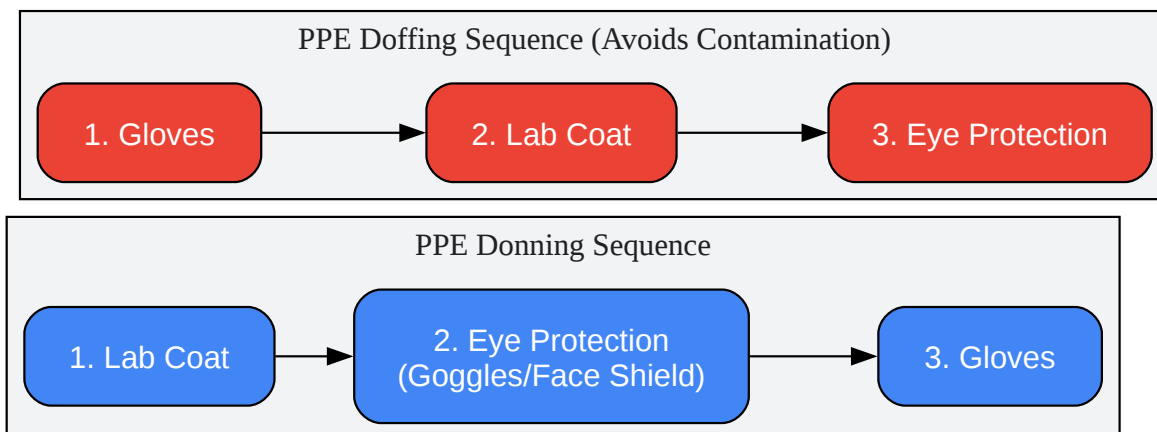 PPE Doffing Sequence (Avoids Contamination)
1. Gloves
2. Lab Coat
3. Eye Protection
PPE Donning Sequence
1. Lab Coat
2. Eye Protection
(Goggles/Face Shield)
3. Gloves